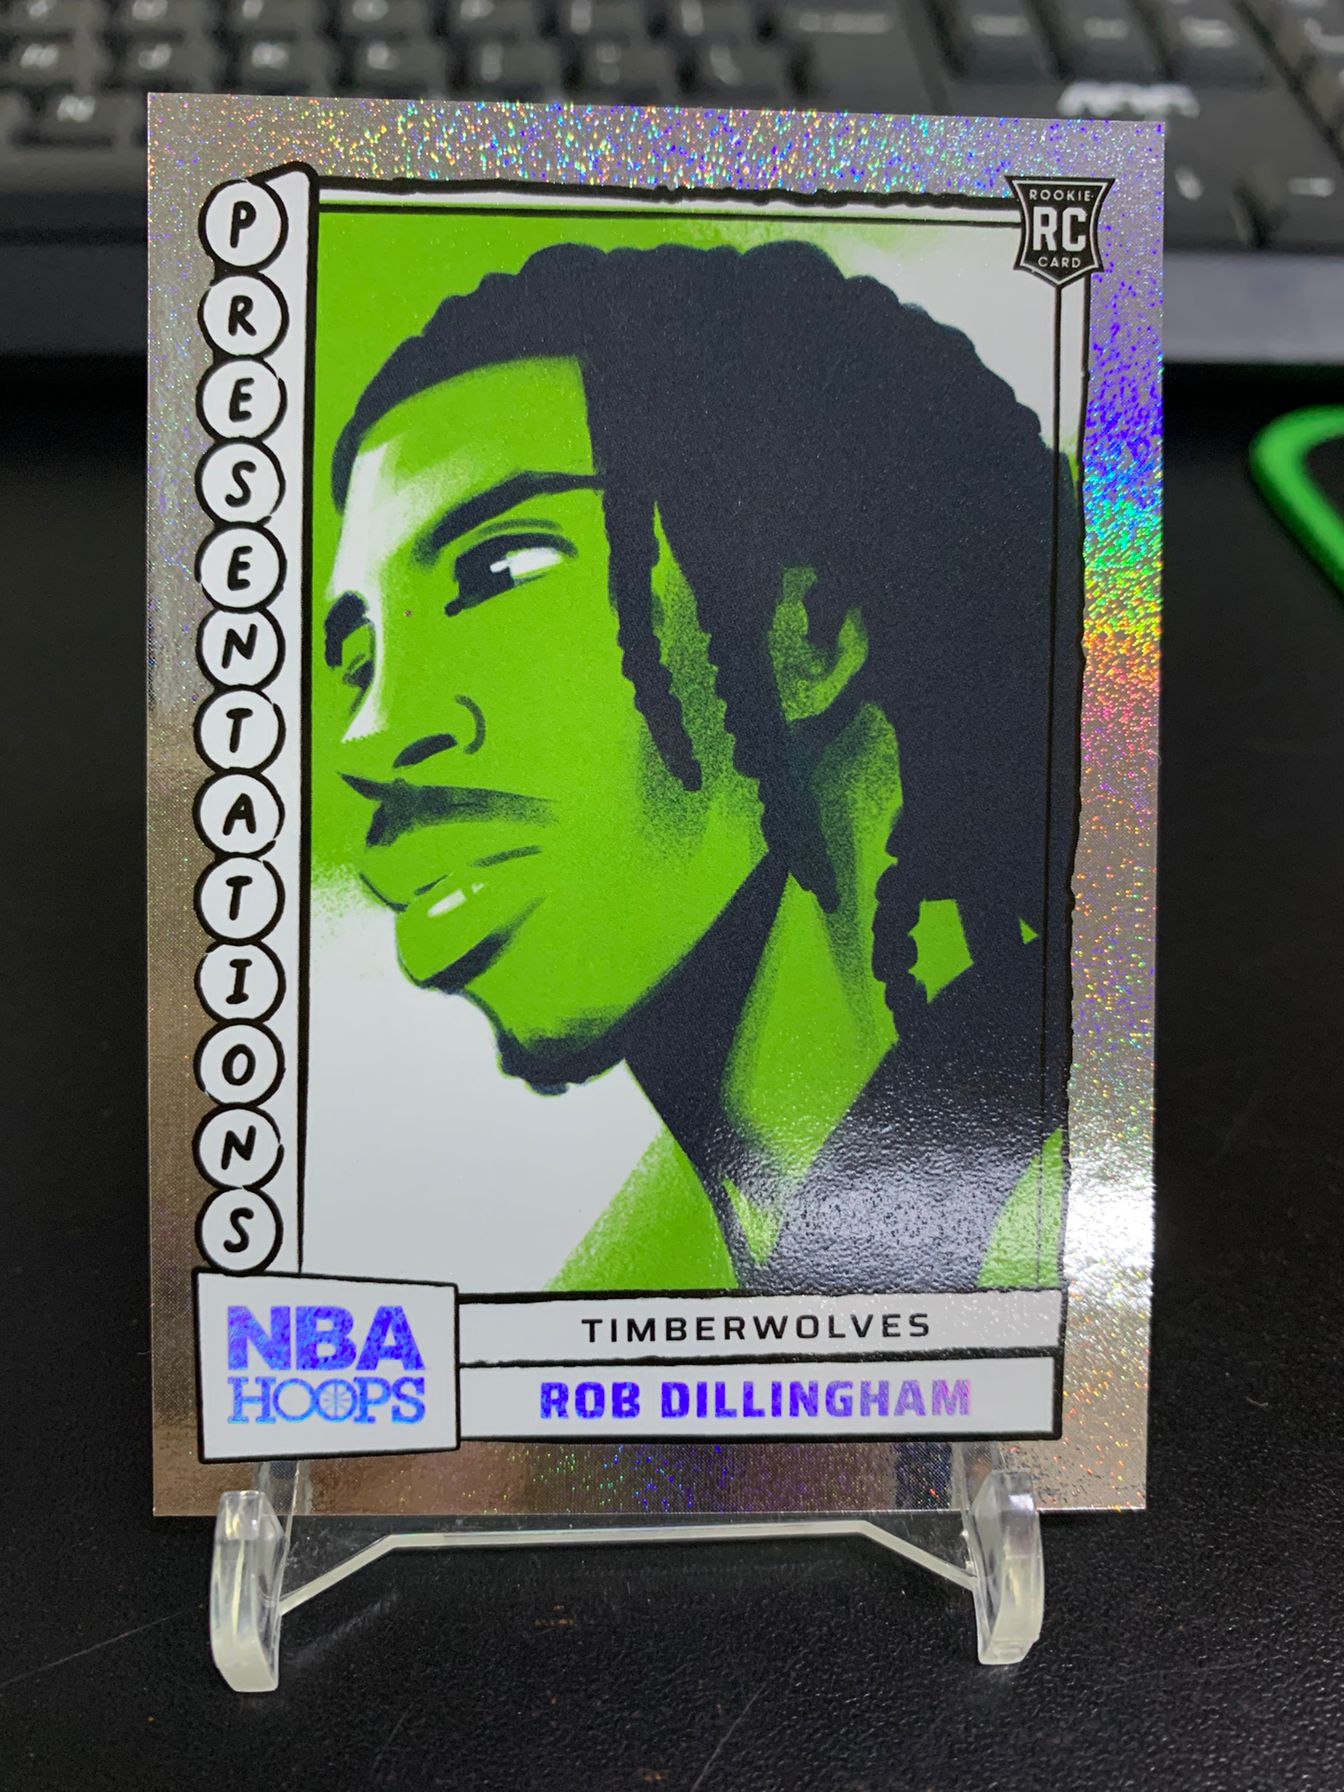 PRESENTATIONS
ROOKIE
RC
CARD
NBA
HOOPS
TIMBERWOLVES
ROB DILLINGHAM